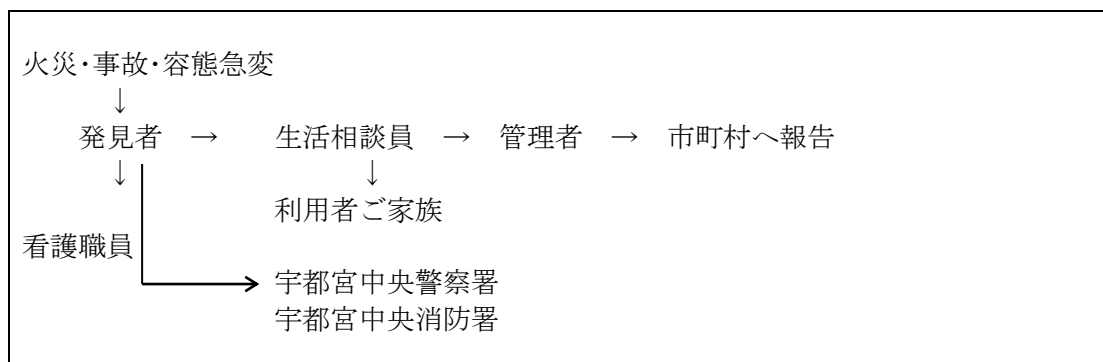 火災・事故・容態急変
↓
発見者 → 生活相談員 → 管理者 → 市町村へ報告
↓ ↓
利用者ご家族
看護職員
宇都宮中央警察署
宇都宮中央消防署